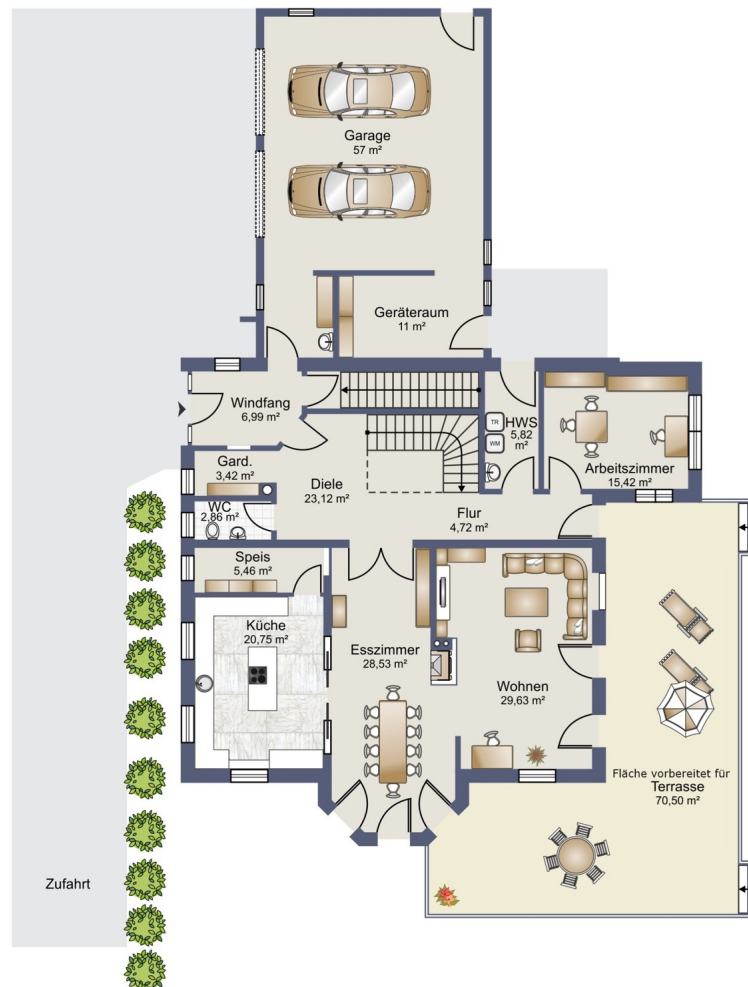 Garage
57 m²
Geräteraum
11 m²
Windfang
6,99 m²
TR
WM
HWS
5,82
m²
Gard.
3,42 m²
Diele
23,12 m²
Arbeitszimmer
15,42 m²
WC
2,86 m²
Flur
4,72 m²
Speis
5,46 m²
Küche
20,75 m²
Esszimmer
28,53 m²
Wohnen
29,63 m²
Fläche vorbereitet für
Terrasse
70,50 m²
Zufahrt